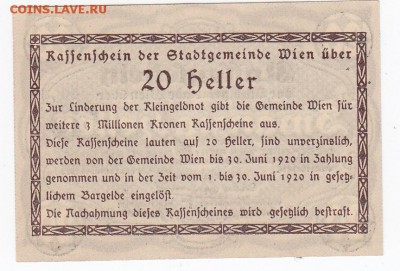 COINS.LAVE.RU
Kassenschein der Stadtgemeinde Wien über
20 Heller
Zur Linderung der Kleingeldnot gibt die Gemeinde Wien für
weitere 3 Millionen Kronen Kassenscheine aus.
Diese Kassenscheine lauten auf 20 Heller, sind unverzinslich,
werden von der Gemeinde Wien bis 30. Juni 1920 in Zahlung
genommen und in der Zeit vom 1. bis 30. Juni 1920 in gesetz-
lichem Bargelde eingelöst.
Die Nachahmung dieses Kassenscheines wird gesetzlich bestraft.